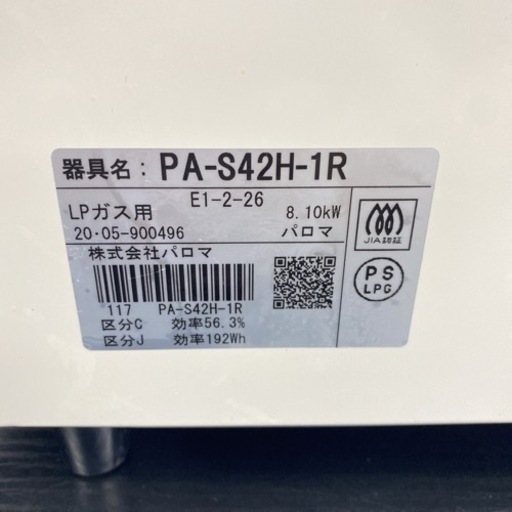 器具名: PA-S42H-1R
E1-2-26
LPガス用 8.10kW
20・05-900496 パロマ
株式会社パロマ
117 PA-S42H-1R
区分C 効率56.3%
区分J 効率192Wh
JIA認証
PS
LPG